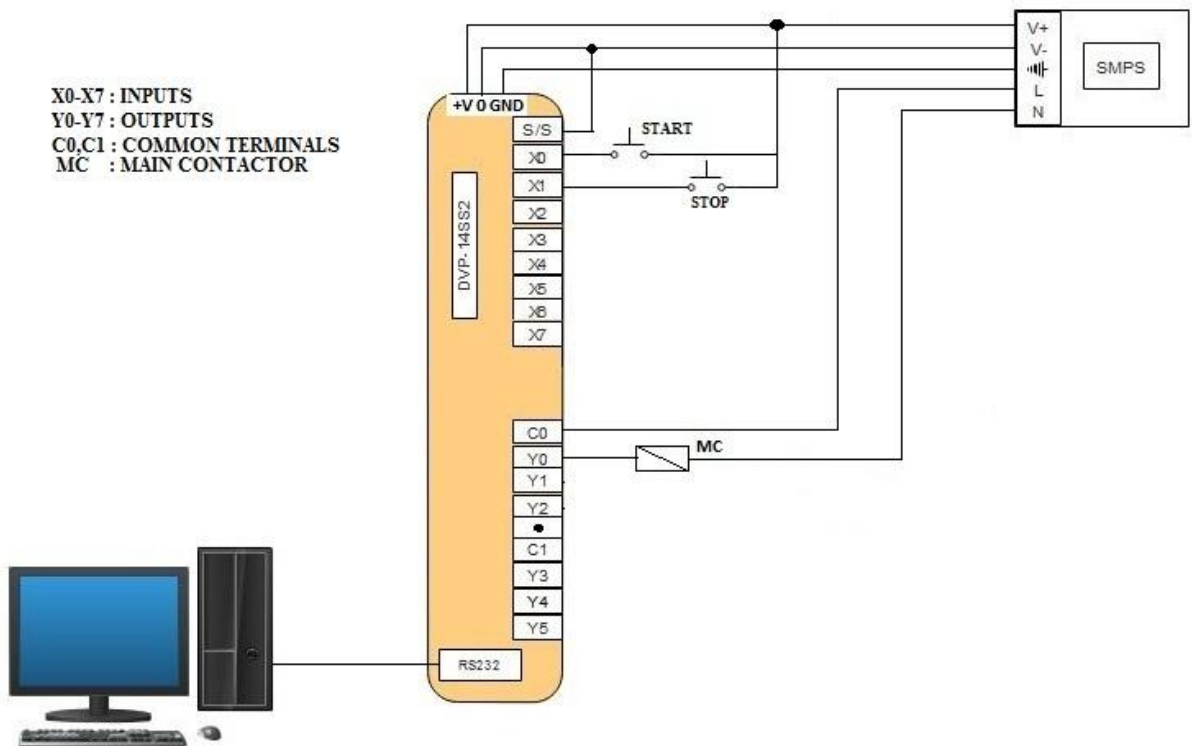 X0-X7 : INPUTS
Y0-Y7 : OUTPUTS
C0,C1 : COMMON TERMINALS
MC : MAIN CONTACTOR
+V 0 GND
S/S
X0
X1
X2
X3
X4
X5
X6
X7
DVP-14SS2
START
STOP
V+
V-
L
N
SMPS
C0
Y0
Y1
Y2
C1
Y3
Y4
Y5
MC
RS232